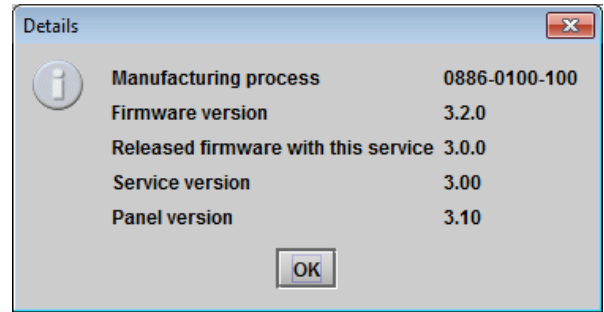 Details
Manufacturing process 0886-0100-100
Firmware version 3.2.0
Released firmware with this service 3.0.0
Service version 3.00
Panel version 3.10
OK